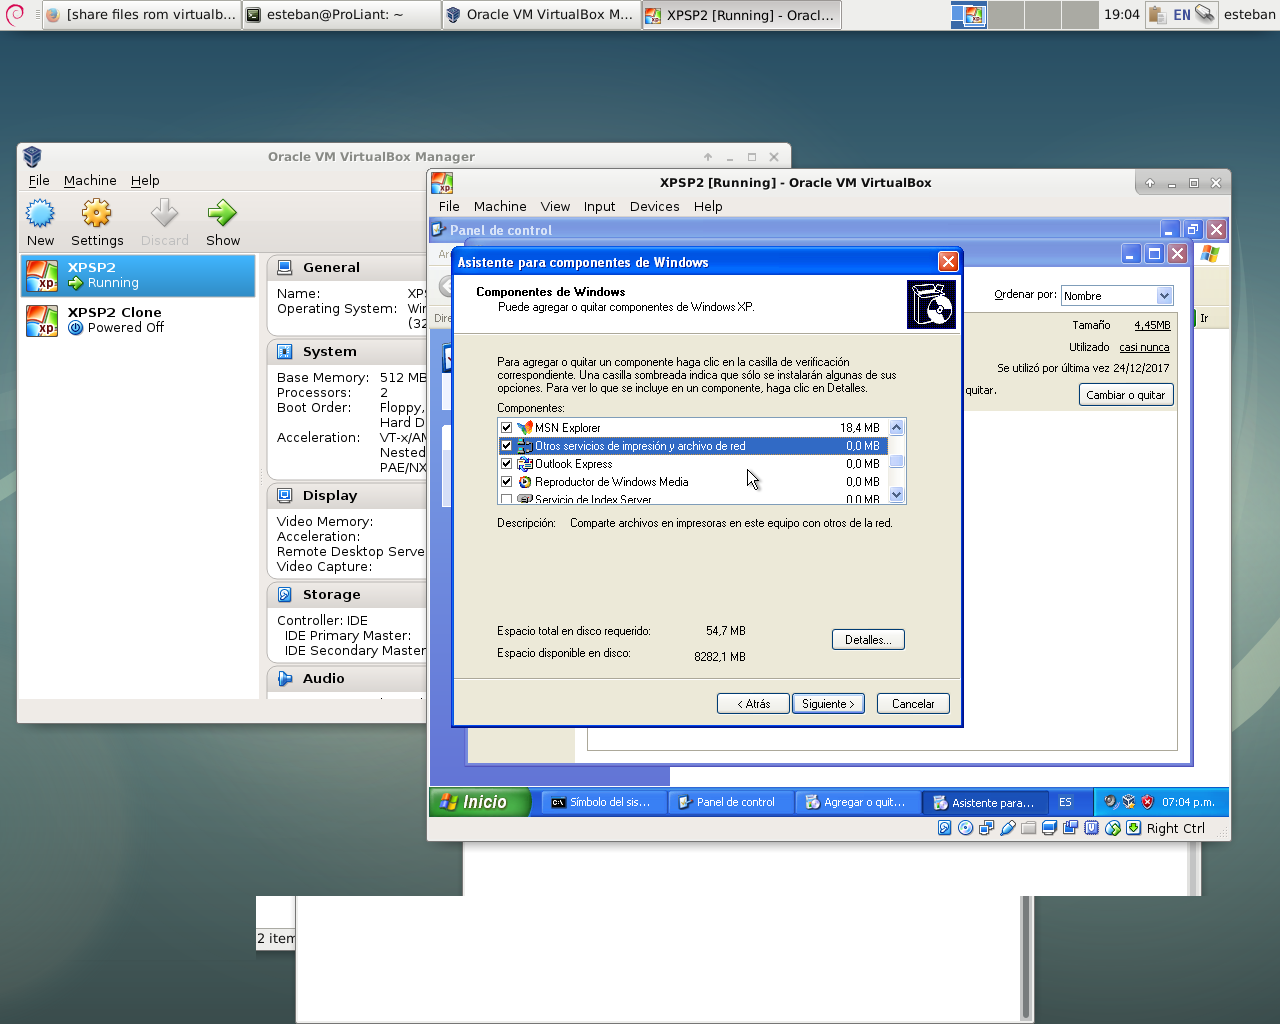 [share files rom virtualb...
esteban@ProLiant: ~
Oracle VM VirtualBox M...
XPSP2 [Running] - Oracl...
19:04
EN
esteban
Oracle VM VirtualBox Manager
File Machine Help
New Settings Discard Show
XPSP2
Running
XPSP2 Clone
Powered Off
General
Name: XPS
Operating System: Wir
(32
System
Base Memory: 512 MB
Processors: 2
Boot Order: Floppy,
Hard D
Acceleration: VT-x/AM
Nested
PAE/NX
Display
Video Memory:
Acceleration:
Remote Desktop Serve
Video Capture:
Storage
Controller: IDE
IDE Primary Master:
IDE Secondary Master
Audio
XPSP2 [Running] - Oracle VM VirtualBox
File Machine View Input Devices Help
Panel de control
Asistente para componentes de Windows
Componentes de Windows
Puede agregar o quitar componentes de Windows XP.
Para agregar o quitar un componente haga clic en la casilla de verificación
correspondiente. Una casilla sombreada indica que sólo se instalarán algunas de sus
opciones. Para ver lo que se incluye en un componente, haga clic en Detalles.
Componentes:
MSN Explorer 18,4 MB
Otros servicios de impresión y archivo de red 0,0 MB
Outlook Express 0,0 MB
Reproductor de Windows Media 0,0 MB
Servicio de Index Server 0,0 MB
Descripción: Comparte archivos en impresoras en este equipo con otros de la red.
Espacio total en disco requerido: 54,7 MB
Espacio disponible en disco: 8282,1 MB
Detalles...
< Atrás Siguiente > Cancelar
Ordenar por: Nombre
Ir
Dire
Tamaño 4,45MB
Utilizado casi nunca
Se utilizó por última vez 24/12/2017
quitar.
Cambiar o quitar
Inicio
Símbolo del sis...
Panel de control
Agregar o quit...
Asistente para...
ES
07:04 p.m.
Right Ctrl
2 item